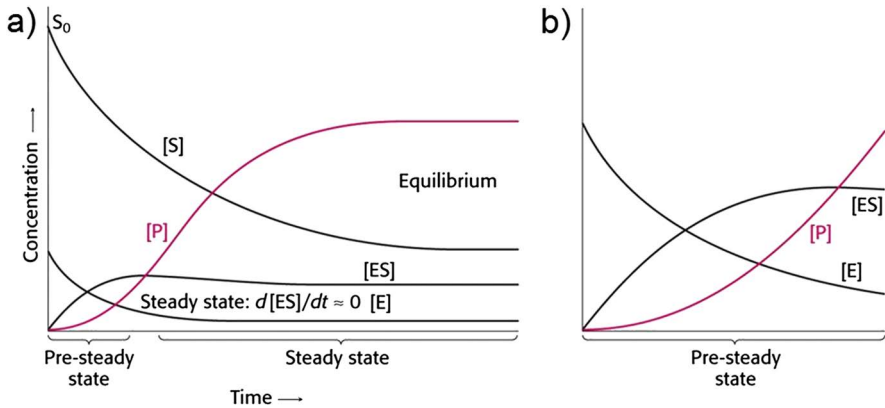 a)
S₀
Concentration →
[S]
[P]
Equilibrium
[ES]
Steady state: d[ES]/dt ≈ 0 [E]
Pre-steady
state
Steady state
Time →
b)
[ES]
[P]
[E]
Pre-steady
state